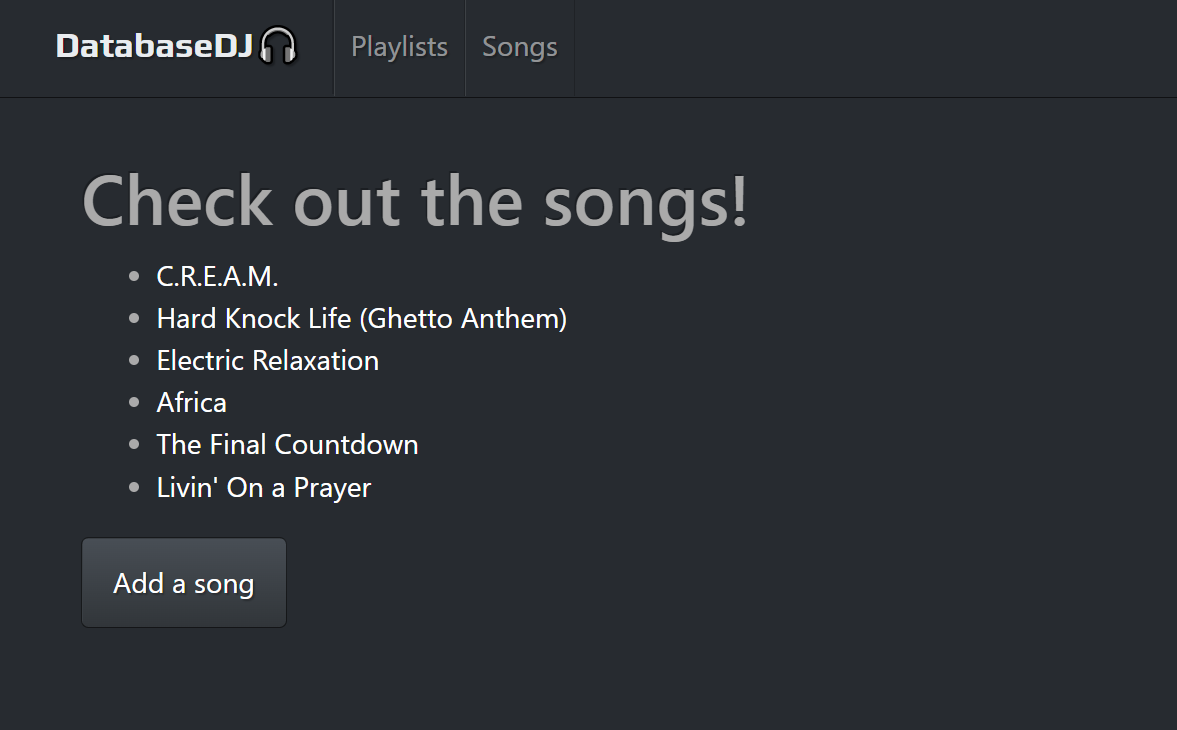 DatabaseDJ Playlists Songs
Check out the songs!
C.R.E.A.M.
Hard Knock Life (Ghetto Anthem)
Electric Relaxation
Africa
The Final Countdown
Livin' On a Prayer
Add a song